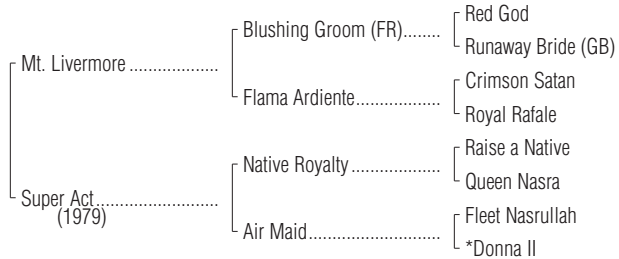 Red God
Blushing Groom (FR)........
Runaway Bride (GB)
Mt. Livermore ...................
Crimson Satan
Flama Ardiente..................
Royal Rafale
Raise a Native
Native Royalty ...................
Queen Nasra
Super Act..........................
(1979)
Fleet Nasrullah
Air Maid............................
*Donna II